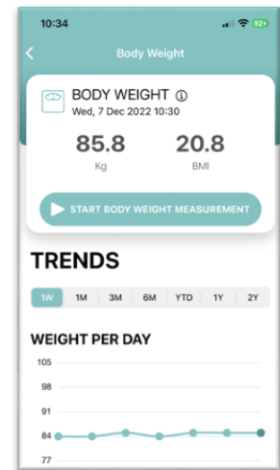 10:34
92+
Body Weight
BODY WEIGHT ⓘ
Wed, 7 Dec 2022 10:30
85.8 20.8
Kg BMI
START BODY WEIGHT MEASUREMENT
TRENDS
1W 1M 3M 6M YTD 1Y 2Y
WEIGHT PER DAY
105
98
91
84
77